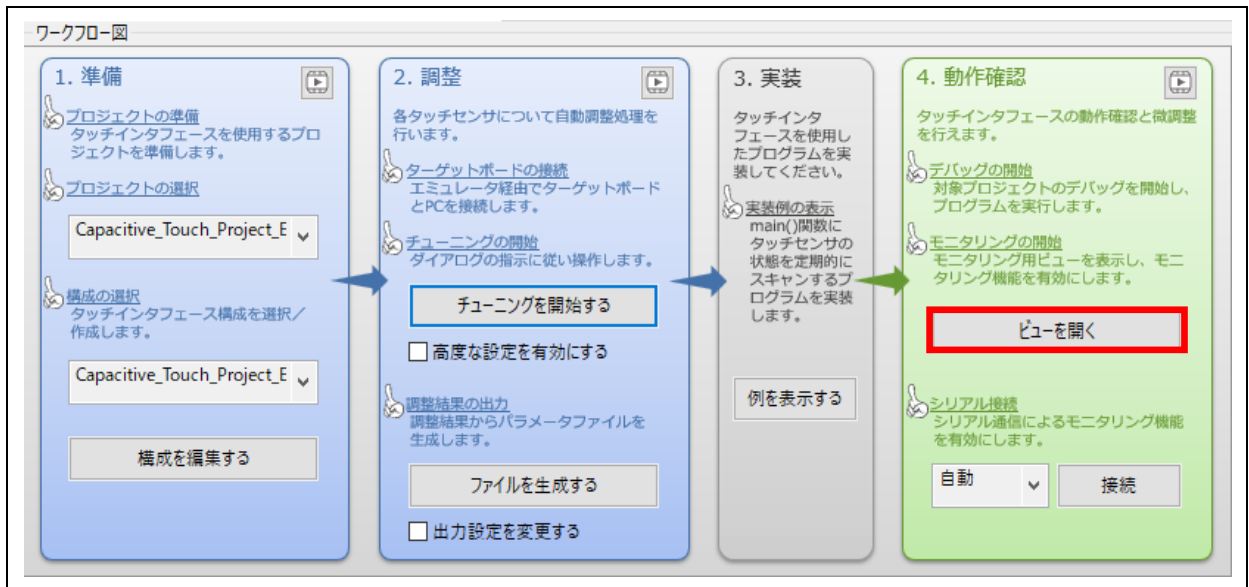 ワークフロー図
1. 準備
プロジェクトの準備
タッチインタフェースを使用するプロ
ジェクトを準備します。
プロジェクトの選択
Capacitive_Touch_Project_E
構成の選択
タッチインタフェース構成を選択／
作成します。
Capacitive_Touch_Project_E
構成を編集する
2. 調整
各タッチセンサについて自動調整処理を
行います。
ターゲットボードの接続
エミュレータ経由でターゲットボード
とPCを接続します。
チューニングの開始
ダイアログの指示に従い操作します。
チューニングを開始する
高度な設定を有効にする
調整結果の出力
調整結果からパラメータファイルを
生成します。
ファイルを生成する
出力設定を変更する
3. 実装
タッチインタ
フェースを使用し
たプログラムを実
装してください。
実装例の表示
main()関数に
タッチセンサの
状態を定期的に
スキャンするプ
ログラムを実装
します。
例を表示する
4. 動作確認
タッチインタフェースの動作確認と微調整
を行えます。
デバッグの開始
対象プロジェクトのデバッグを開始し、
プログラムを実行します。
モニタリングの開始
モニタリング用ビューを表示し、モニ
タリング機能を有効にします。
ビューを開く
シリアル接続
シリアル通信によるモニタリング機能
を有効にします。
自動
接続